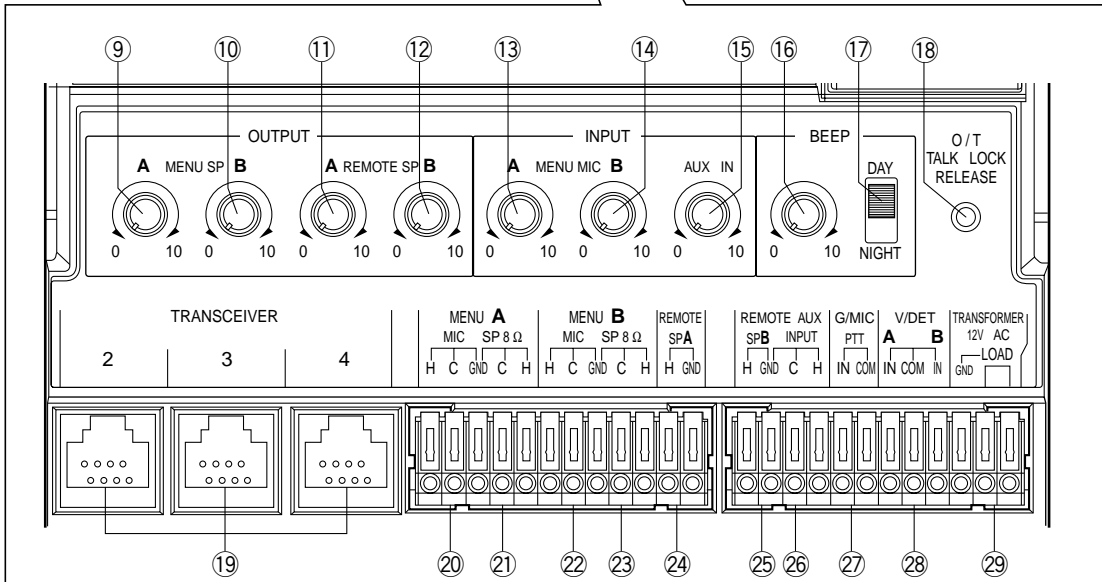 ⑨ ⑩ ⑪ ⑫ ⑬ ⑭ ⑮ ⑯ ⑰ ⑱
OUTPUT INPUT BEEP
O / T
TALK LOCK
RELEASE
A MENU SP B A REMOTE SP B A MENU MIC B AUX IN DAY
0 10 0 10 0 10 0 10 0 10 0 10 0 10 0 10 NIGHT
TRANSCEIVER
2 3 4
MENU A MENU B REMOTE REMOTE AUX G/MIC V/DET TRANSFORMER
MIC SP 8 Ω MIC SP 8 Ω SPA SPB INPUT PTT A B 12V AC
LOAD
H C GND C H H C GND C H H GND H GND C H IN COM IN COM IN GND
⑲ ⑳ ㉑ ㉒ ㉓ ㉔ ㉕ ㉖ ㉗ ㉘ ㉙